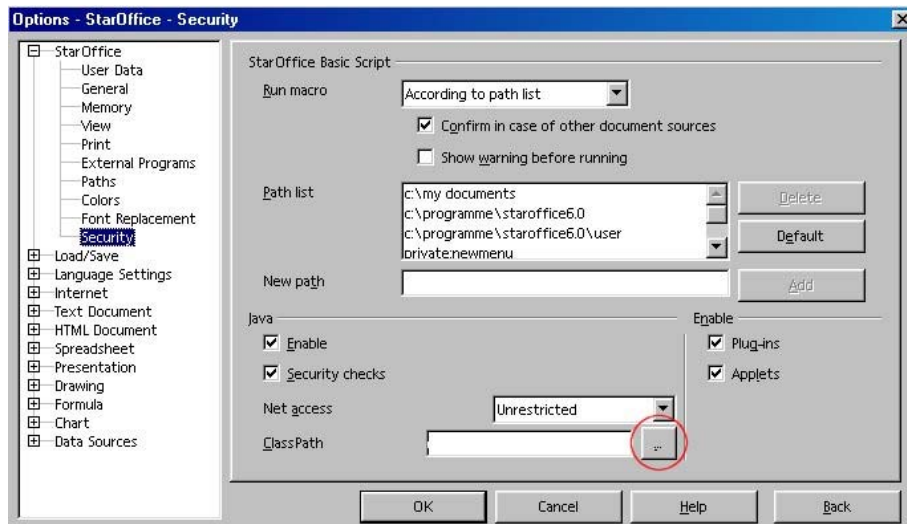 Options - StarOffice - Security
StarOffice
User Data
General
Memory
View
Print
External Programs
Paths
Colors
Font Replacement
Security
Load/Save
Language Settings
Internet
Text Document
HTML Document
Spreadsheet
Presentation
Drawing
Formula
Chart
Data Sources
StarOffice Basic Script
Run macro
According to path list
Confirm in case of other document sources
Show warning before running
Path list
c:\my documents
c:\programme\staroffice6.0
c:\programme\staroffice6.0\user
private:newmenu
Delete
Default
New path
Add
Java
Enable
Security checks
Net access
Unrestricted
ClassPath
...
Enable
Plug-ins
Applets
OK
Cancel
Help
Back